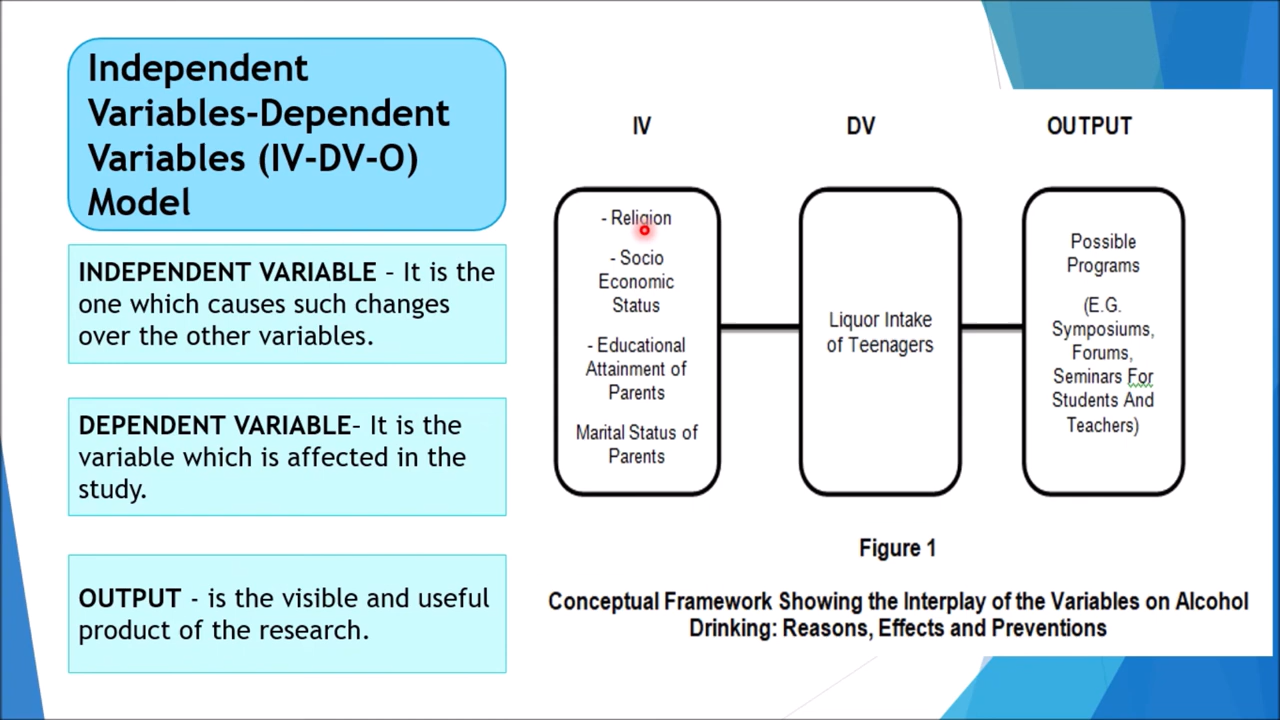 Independent
Variables-Dependent
Variables (IV-DV-O)
Model
INDEPENDENT VARIABLE – It is the
one which causes such changes
over the other variables.
DEPENDENT VARIABLE– It is the
variable which is affected in the
study.
OUTPUT - is the visible and useful
product of the research.
IV
- Religion
- Socio
Economic
Status
- Educational
Attainment of
Parents
Marital Status of
Parents
DV
Liquor Intake
of Teenagers
OUTPUT
Possible
Programs
(E.G.
Symposiums,
Forums,
Seminars For
Students And
Teachers)
Figure 1
Conceptual Framework Showing the Interplay of the Variables on Alcohol
Drinking: Reasons, Effects and Preventions